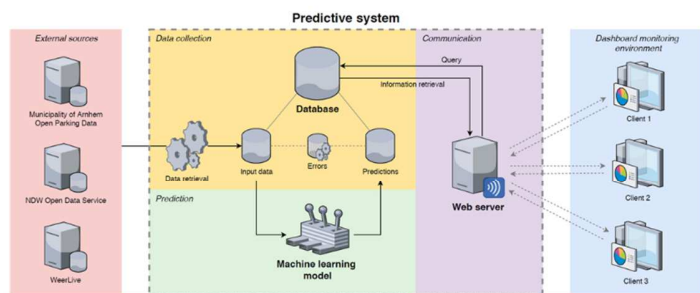 Predictive system
External sources
Data collection
Communication
Dashboard monitoring
environment
Municipality of Arnhem
Open Parking Data
NDW Open Data Service
WeerLive
Data retrieval
Database
Input data
Errors
Predictions
Query
Information retrieval
Web server
Prediction
Machine learning
model
Client 1
Client 2
Client 3